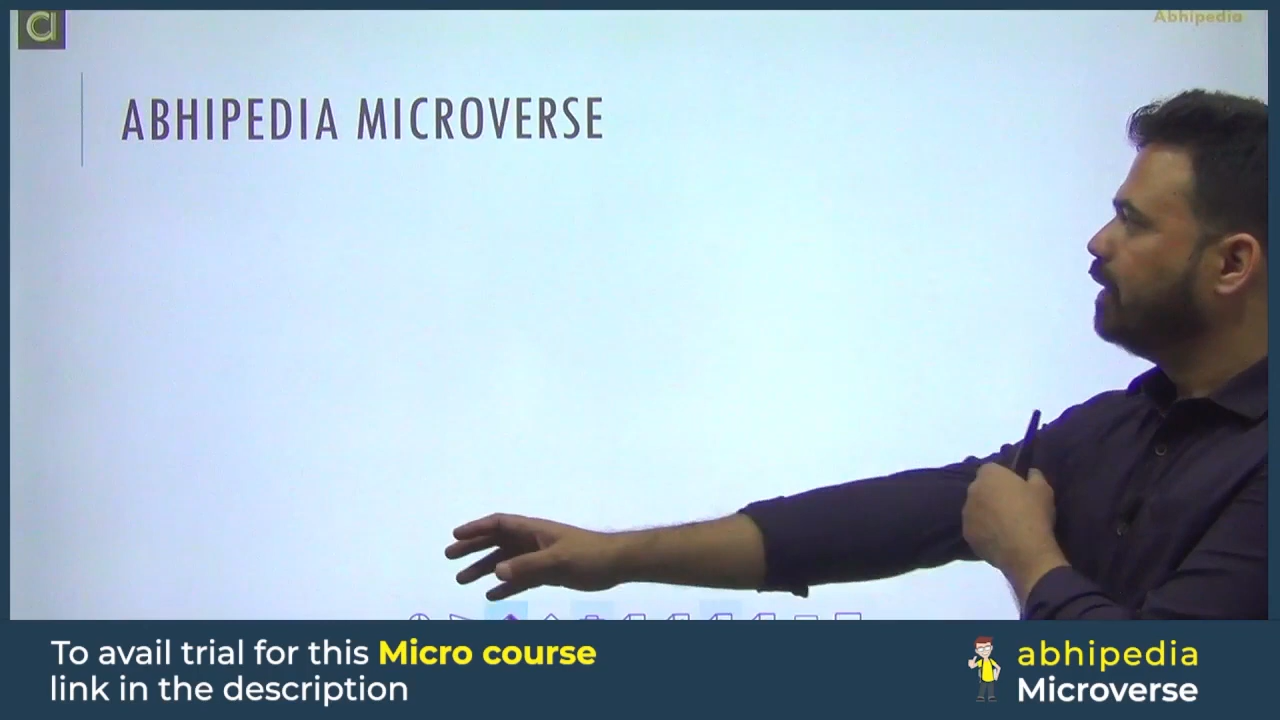 Abhipedia
ABHIPEDIA MICROVERSE
To avail trial for this Micro course
link in the description
abhipedia
Microverse